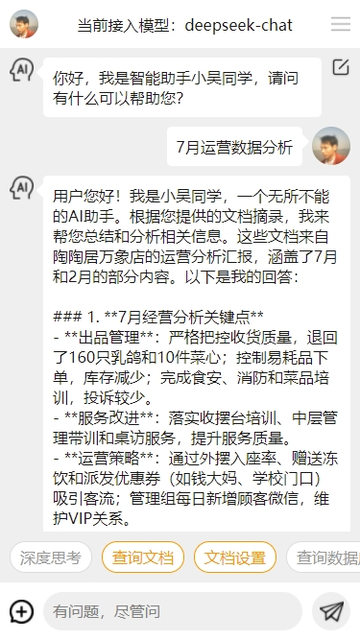 当前接入模型：deepseek-chat
AI
你好，我是智能助手小吴同学，请问
有什么可以帮助您？
7月运营数据分析
AI
用户您好！我是小吴同学，一个无所不能
的AI助手。根据您提供的文档摘录，我来
帮您总结和分析相关信息。这些文档来自
陶陶居万象店的运营分析汇报，涵盖了7月
和2月的部分内容。以下是我的回答：
### 1. **7月经营分析关键点**
- **出品管理**：严格把控收货质量，退回
了160只乳鸽和10件菜心；控制易耗品下
单，库存减少；完成食安、消防和菜品培
训，投诉较少。
- **服务改进**：落实收摆台培训、中层管
理带训和桌访服务，提升服务质量。
- **运营策略**：通过外摆入座率、赠送冻
饮和派发优惠券（如钱大妈、学校门口）
吸引客流；管理组每日新增顾客微信，维
护VIP关系。
深度思考
查询文档
文档设置
查询数据
有问题，尽管问